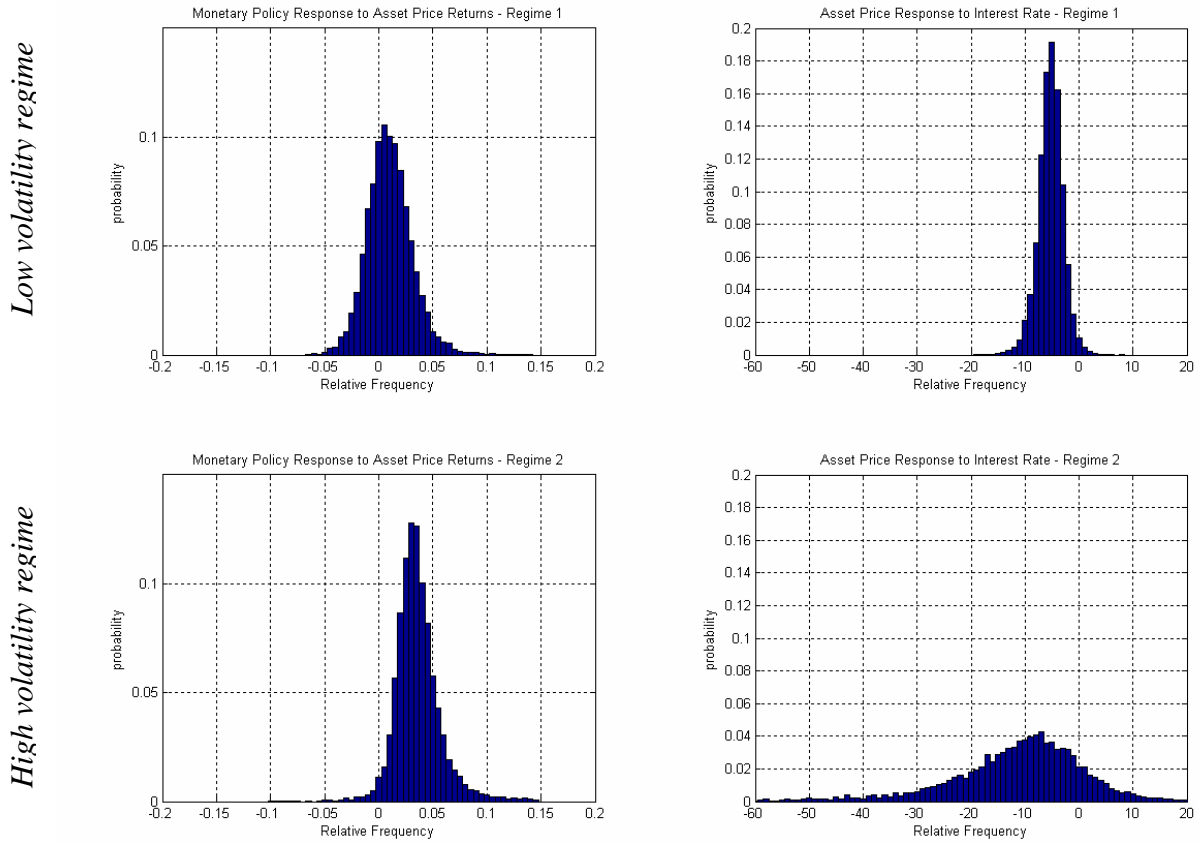 Low volatility regime
Monetary Policy Response to Asset Price Returns - Regime 1
probability
0.1
0.05
0
-0.2 -0.15 -0.1 -0.05 0 0.05 0.1 0.15 0.2
Relative Frequency
Asset Price Response to Interest Rate - Regime 1
probability
0.2
0.18
0.16
0.14
0.12
0.1
0.08
0.06
0.04
0.02
0
-60 -50 -40 -30 -20 -10 0 10 20
Relative Frequency
High volatility regime
Monetary Policy Response to Asset Price Returns - Regime 2
probability
0.1
0.05
0
-0.2 -0.15 -0.1 -0.05 0 0.05 0.1 0.15 0.2
Relative Frequency
Asset Price Response to Interest Rate - Regime 2
probability
0.2
0.18
0.16
0.14
0.12
0.1
0.08
0.06
0.04
0.02
0
-60 -50 -40 -30 -20 -10 0 10 20
Relative Frequency